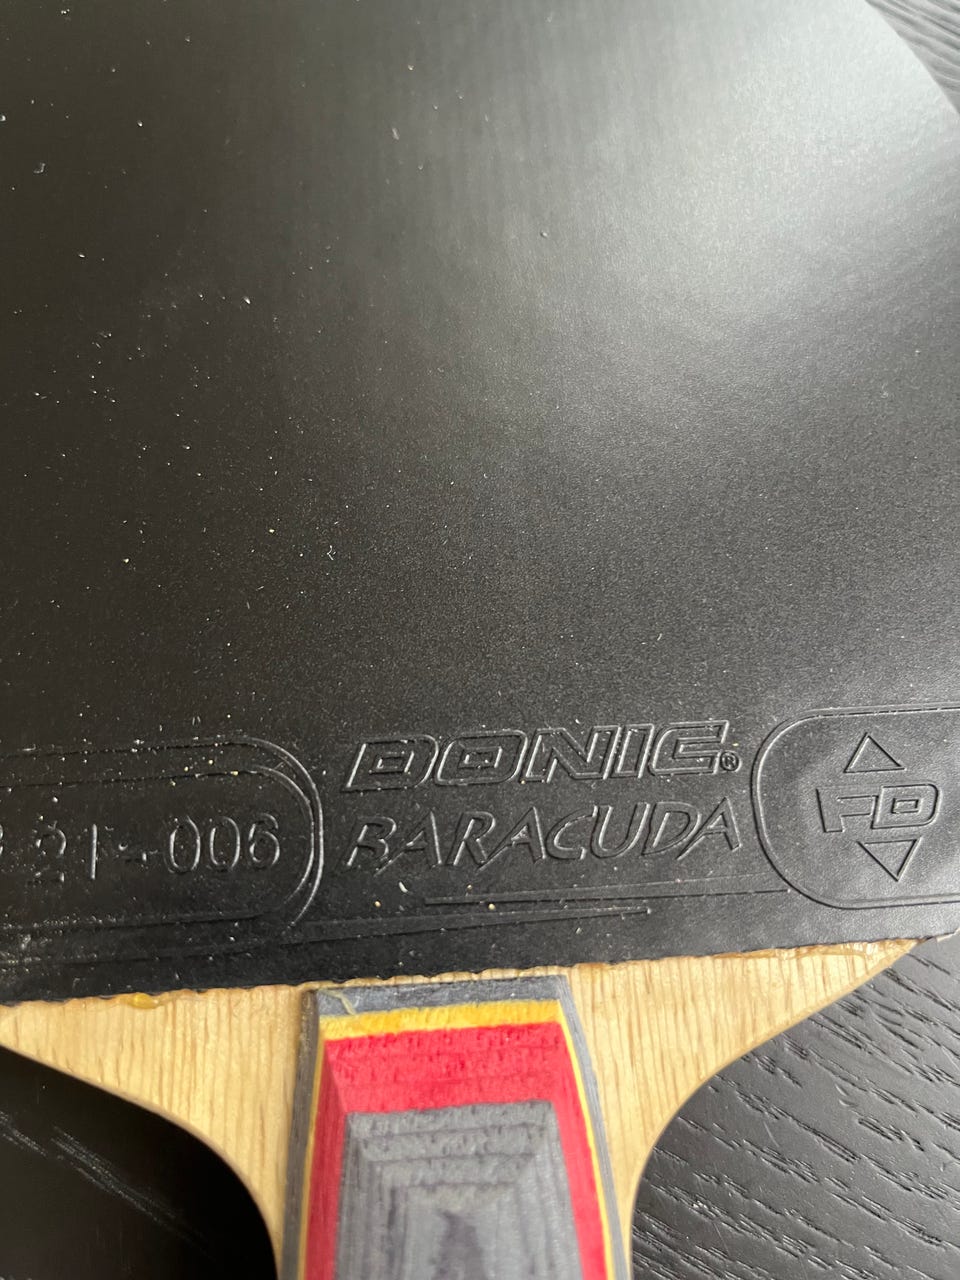 21-006
DONIC®
BARACUDA
FD